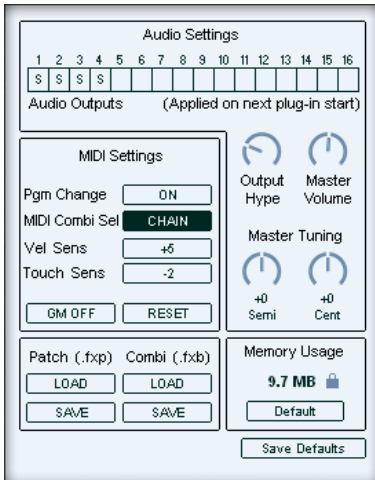 Audio Settings
1 2 3 4 5 6 7 8 9 10 11 12 13 14 15 16
S S S S
Audio Outputs (Applied on next plug-in start)
MIDI Settings
Pgm Change ON
MIDI Combi Sel CHAIN
Vel Sens +5
Touch Sens -2
GM OFF RESET
Output Hype
Master Volume
Master Tuning
+0 +0
Semi Cent
Patch (.fxp) Combi (.fxb)
LOAD LOAD
SAVE SAVE
Memory Usage
9.7 MB
Default
Save Defaults